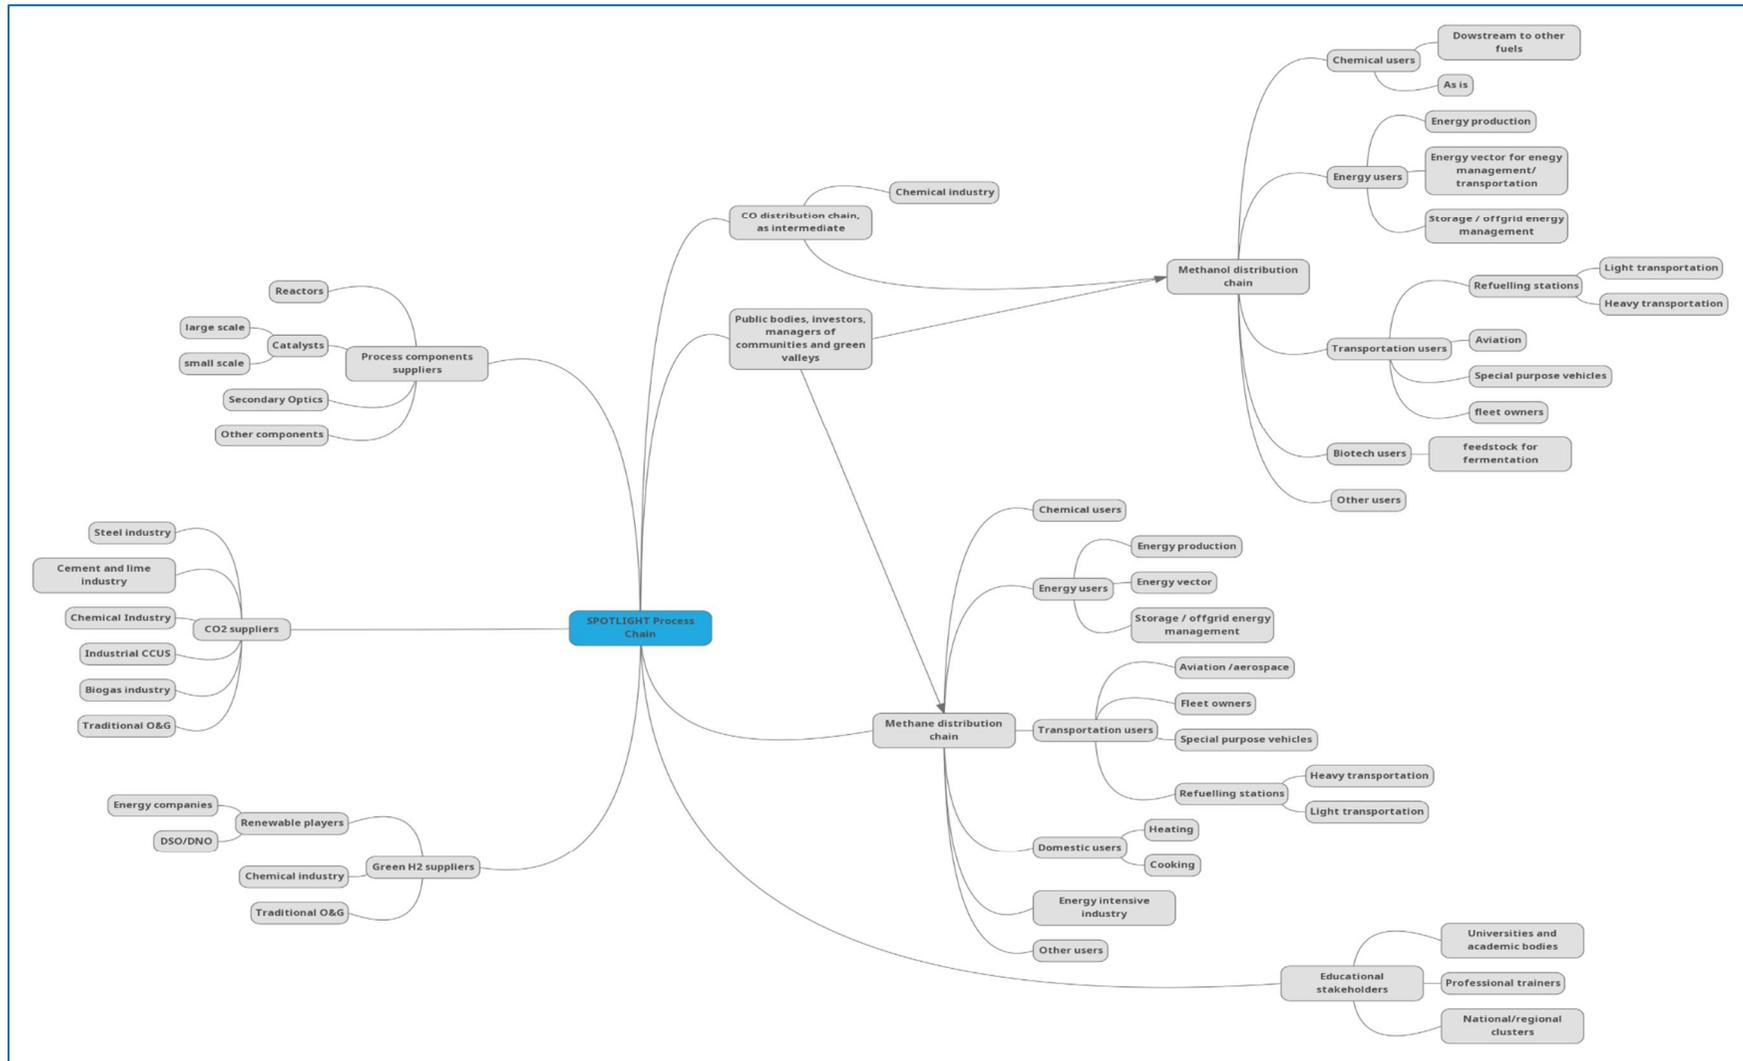 Dowstream to other
fuels
Chemical users
As is
Energy production
Energy vector for enegy
management/
transportation
Energy users
Storage / offgrid energy
management
Chemical industry
CO distribution chain,
as intermediate
Methanol distribution
chain
Light transportation
Refuelling stations
Heavy transportation
Aviation
Transportation users
Special purpose vehicles
fleet owners
Biotech users
feedstock for
fermentation
Other users
Public bodies, investors,
managers of
communities and green
valleys
Reactors
large scale
Catalysts
small scale
Process components
suppliers
Secondary Optics
Other components
Steel industry
Cement and lime
industry
Chemical Industry
CO2 suppliers
Industrial CCUS
Biogas industry
Traditional O&G
SPOTLIGHT Process
Chain
Chemical users
Energy production
Energy users
Energy vector
Storage / offgrid energy
management
Aviation /aerospace
Fleet owners
Methane distribution
chain
Transportation users
Special purpose vehicles
Heavy transportation
Refuelling stations
Light transportation
Heating
Domestic users
Cooking
Energy intensive
industry
Other users
Energy companies
Renewable players
DSO/DNO
Green H2 suppliers
Chemical industry
Traditional O&G
Universities and
academic bodies
Educational
stakeholders
Professional trainers
National/regional
clusters